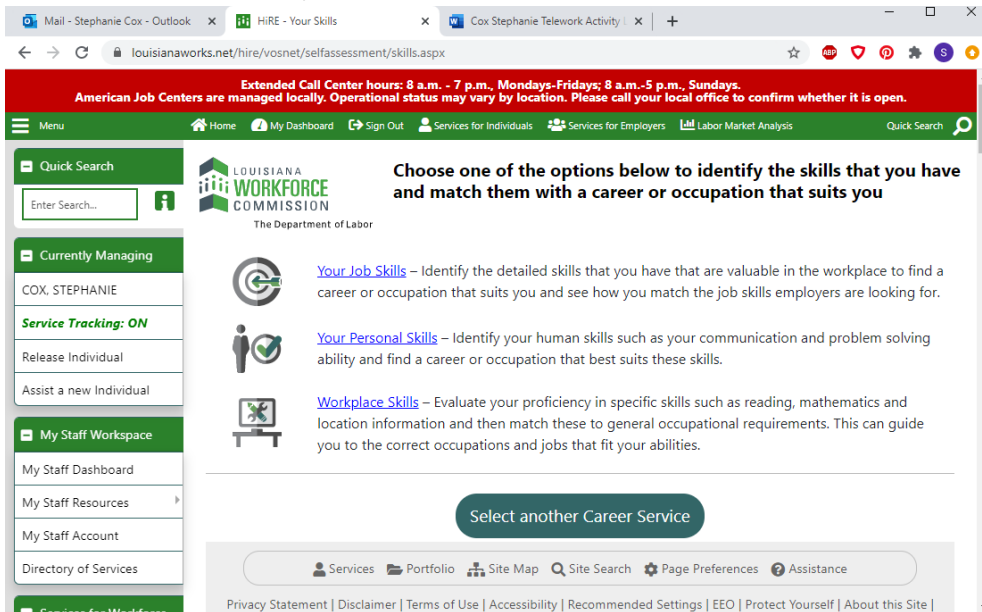 Mail - Stephanie Cox - Outlook
HiRE - Your Skills
Cox Stephanie Telework Activity
louisianaworks.net/hire/vosnet/selfassessment/skills.aspx
ABP
S
Extended Call Center hours: 8 a.m. - 7 p.m., Mondays-Fridays; 8 a.m.-5 p.m., Sundays.
American Job Centers are managed locally. Operational status may vary by location. Please call your local office to confirm whether it is open.
Menu
Home
My Dashboard
Sign Out
Services for Individuals
Services for Employers
Labor Market Analysis
Quick Search
Quick Search
Enter Search...
Currently Managing
COX, STEPHANIE
Service Tracking: ON
Release Individual
Assist a new Individual
My Staff Workspace
My Staff Dashboard
My Staff Resources
My Staff Account
Directory of Services
LOUISIANA
WORKFORCE
COMMISSION
The Department of Labor
Choose one of the options below to identify the skills that you have
and match them with a career or occupation that suits you
Your Job Skills – Identify the detailed skills that you have that are valuable in the workplace to find a
career or occupation that suits you and see how you match the job skills employers are looking for.
Your Personal Skills – Identify your human skills such as your communication and problem solving
ability and find a career or occupation that best suits these skills.
Workplace Skills – Evaluate your proficiency in specific skills such as reading, mathematics and
location information and then match these to general occupational requirements. This can guide
you to the correct occupations and jobs that fit your abilities.
Select another Career Service
Services
Portfolio
Site Map
Site Search
Page Preferences
Assistance
Privacy Statement | Disclaimer | Terms of Use | Accessibility | Recommended Settings | EEO | Protect Yourself | About this Site |